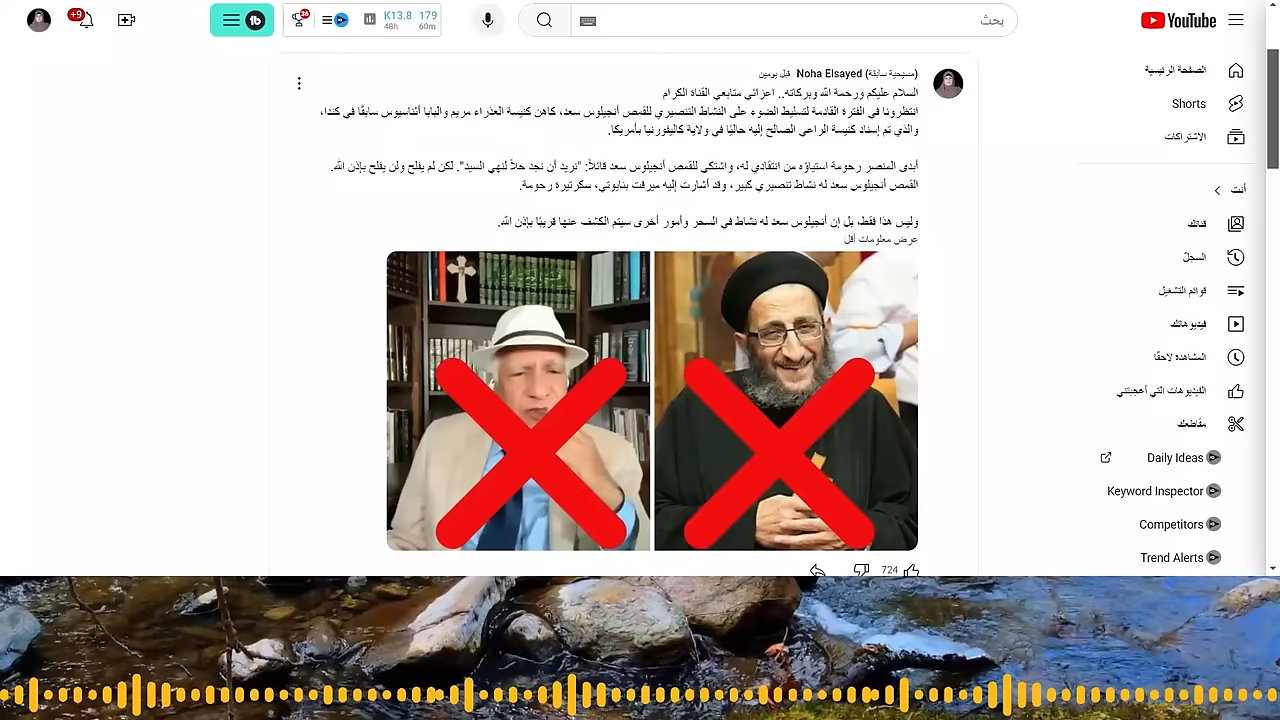 +9
K13.8 179
48h 60m
26
بحث
YouTube
Noha Elsayed (مسيحية سابقة) قبل يومين
السلام عليكم ورحمة الله وبركاته.. اعزائي متابعي القناة الكرام
انتظرونا في الفترة القادمة لتسليط الضوء على النشاط التنصيري للقمص أنجيلوس سعد، كاهن كنيسة العذراء مريم والبابا أثناسيوس سابقًا في كندا،
والذي تم إسناد كنيسة الراعي الصالح إليه حاليًا في ولاية كاليفورنيا بأمريكا.
أبدى المنصر رحومة استياؤه من انتقادي له، واشتكي للقمص أنجيلوس سعد قائلاً: "نريد أن نجد حلاً لنهي السيد". لكن لم يفلح ولن يفلح بإذن الله.
القمص أنجيلوس سعد له نشاط تنصيري كبير، وقد أشارت إليه ميرفت بنايوتي، سكرتيرة رحومة.
وليس هذا فقط، بل إن أنجيلوس سعد له نشاط في السحر وأمور أخرى سيتم الكشف عنها قريبًا بإذن الله.
عرض معلومات أقل
724
الصفحة الرئيسية
Shorts
الاشتراكات
أنت
قناتك
السجلّ
قوائم التشغيل
فيديوهاتك
المشاهدة لاحقًا
الفيديوهات التي أعجبتني
مقاطعك
Daily Ideas
Keyword Inspector
Competitors
Trend Alerts